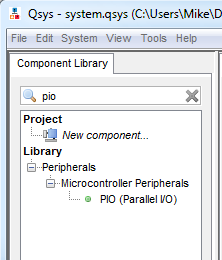 Qsys - system.qsys (C:\Users\Mike\D
File Edit System View Tools Help
Component Library
pio
Project
New component...
Library
Peripherals
Microcontroller Peripherals
PIO (Parallel I/O)